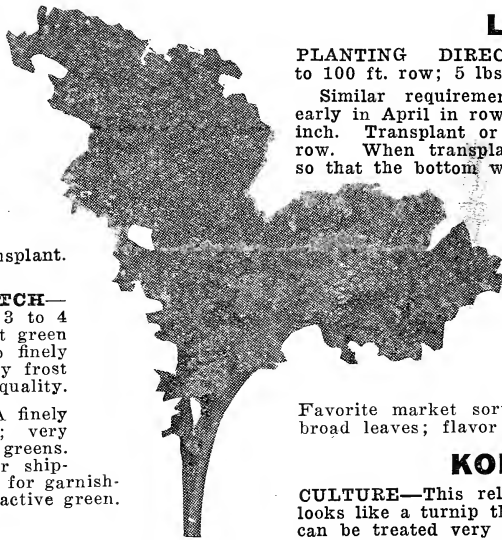 nsplant.
TCH—
3 to 4
t green
finely
y frost
quality.
A finely
; very
greens.
r ship-
for garnish-
active green.
L
PLANTING DIREC
to 100 ft. row; 5 lbs
Similar requiremen
early in April in row
inch. Transplant or
row. When transpla
so that the bottom w
Favorite market sor
broad leaves; flavor
KO
CULTURE—This rel
looks like a turnip th
can be treated very